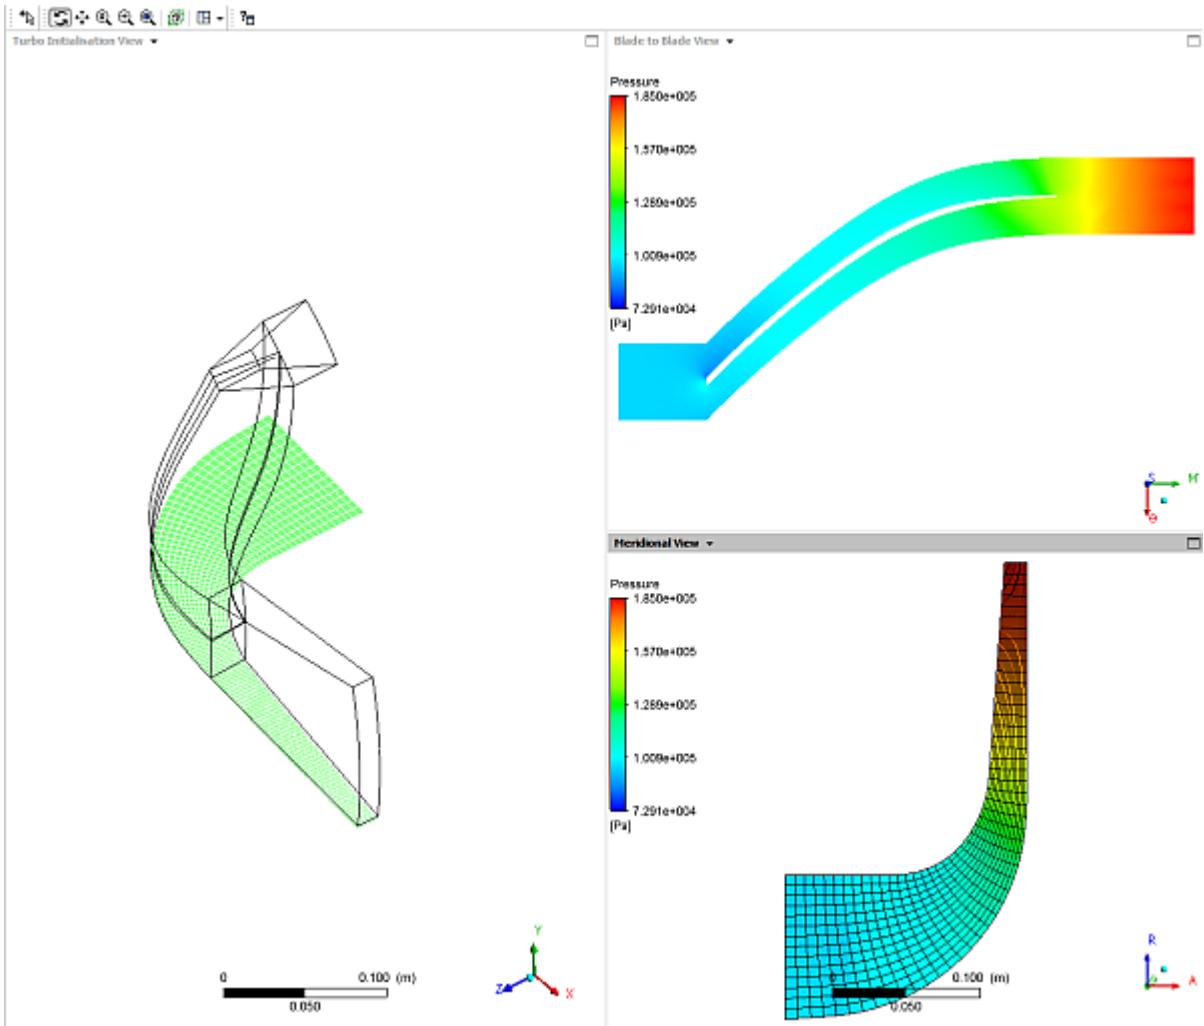 Turbo Initialisation View
0
0.100 (m)
0.050
Y
Z
X
Blade to Blade View
Pressure
1.850e+005
1.570e+005
1.289e+005
1.009e+005
7.291e+004
[Pa]
S
M'
Θ
Meridional View
Pressure
1.850e+005
1.570e+005
1.289e+005
1.009e+005
7.291e+004
[Pa]
0
0.100 (m)
0.050
R
A